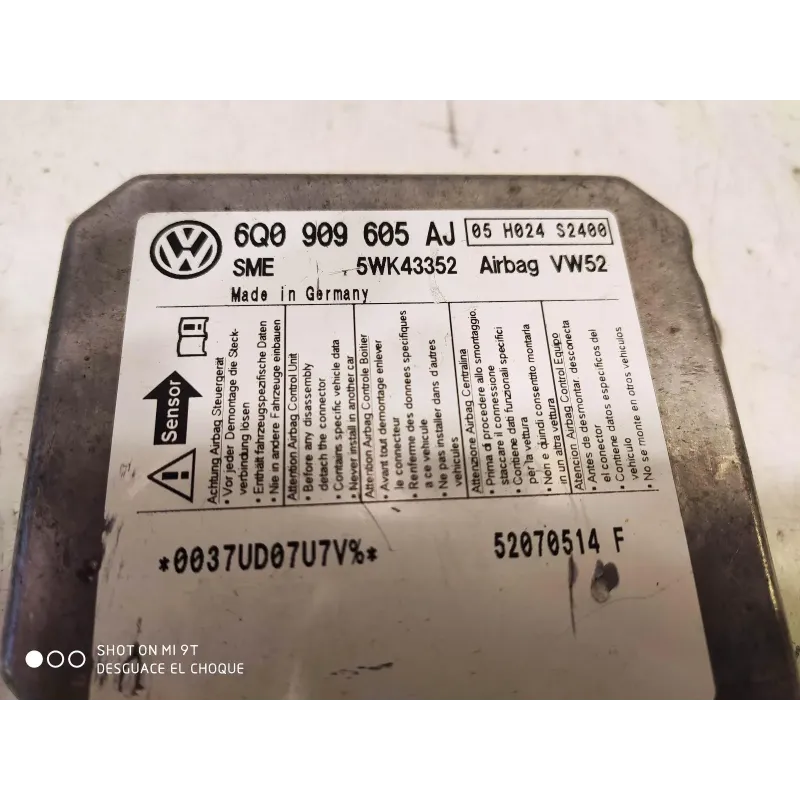 6Q0 909 605 AJ 05 H024 S2400
SME 5WK43352 Airbag VW52
Made in Germany
Sensor
Achtung Airbag Steuergerät
• Vor jeder Demontage die Steck-
verbindung lösen
• Enthält fahrzeugspezifische Daten
• Nie in andere Fahrzeuge einbauen
Attention Airbag Control Unit
• Before any disassembly
detach the connector
• Contains specific vehicle data
• Never install in another car
Attention Airbag Controle Boitier
• Avant tout demontage enlever
le connecteur
• Renferme des donnees specifiques
a ce vehicule
• Ne pas installer dans d'autres
vehicules
Attenzione Airbag Centralina
• Prima di procedere allo smontaggio,
staccare il connessione
• Contiene dati funzionali specifici
per la vettura
• Non e quindi consentito montarla
in un altra vettura
Atencion Airbag Control Equipo
• Antes de desmontar desconecta
el conector
• Contiene datos especificos del
vehiculo
• No se monte en otros vehiculos
*0037UD07U7V%* 52070514 F
SHOT ON MI 9T
DESGUACE EL CHOQUE